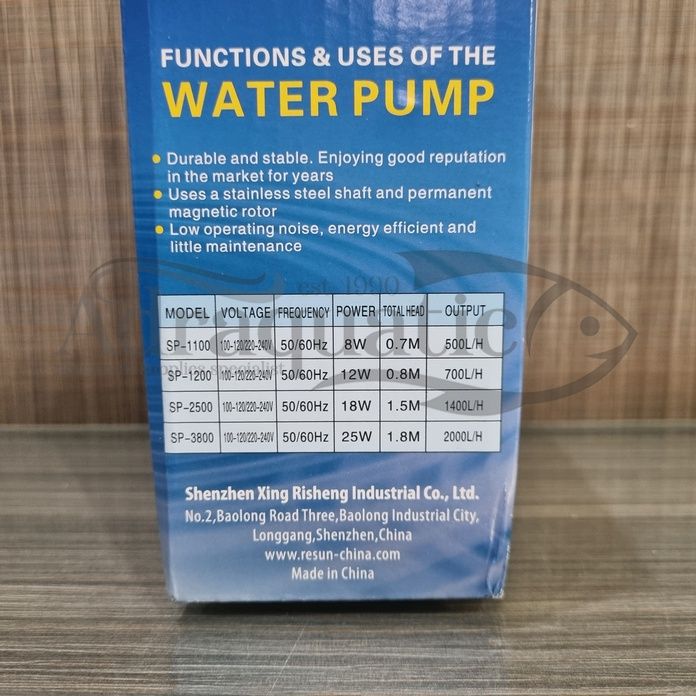 FUNCTIONS & USES OF THE
WATER PUMP
• Durable and stable. Enjoying good reputation
in the market for years
• Uses a stainless steel shaft and permanent
magnetic rotor
• Low operating noise, energy efficient and
little maintenance
est. 1990
MODEL VOLTAGE FREQUENCY POWER TOTAL HEAD OUTPUT
SP-1100 100-120/220-240V 50/60Hz 8W 0.7M 500L/H
SP-1200 100-120/220-240V 50/60Hz 12W 0.8M 700L/H
SP-2500 100-120/220-240V 50/60Hz 18W 1.5M 1400L/H
SP-3800 100-120/220-240V 50/60Hz 25W 1.8M 2000L/H
Shenzhen Xing Risheng Industrial Co., Ltd.
No.2,Baolong Road Three,Baolong Industrial City,
Longgang,Shenzhen,China
www.resun-china.com
Made in China